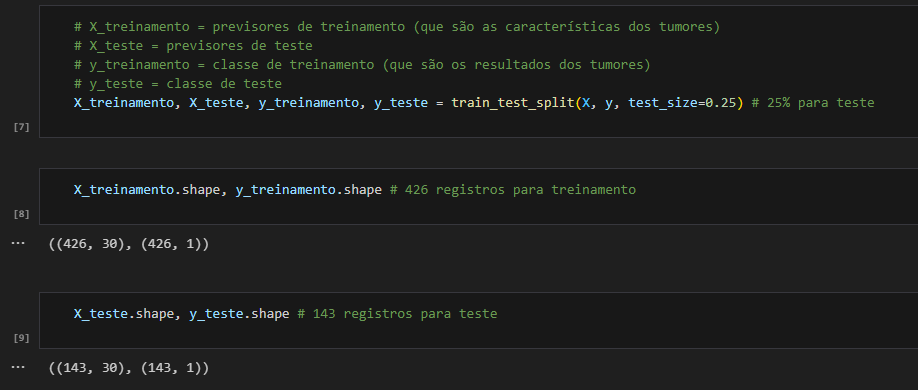 # X_treinamento = previsores de treinamento (que são as características dos tumores)
# X_teste = previsores de teste
# y_treinamento = classe de treinamento (que são os resultados dos tumores)
# y_teste = classe de teste
X_treinamento, X_teste, y_treinamento, y_teste = train_test_split(X, y, test_size=0.25) # 25% para teste
[7]
X_treinamento.shape, y_treinamento.shape # 426 registros para treinamento
[8]
... ((426, 30), (426, 1))
X_teste.shape, y_teste.shape # 143 registros para teste
[9]
... ((143, 30), (143, 1))